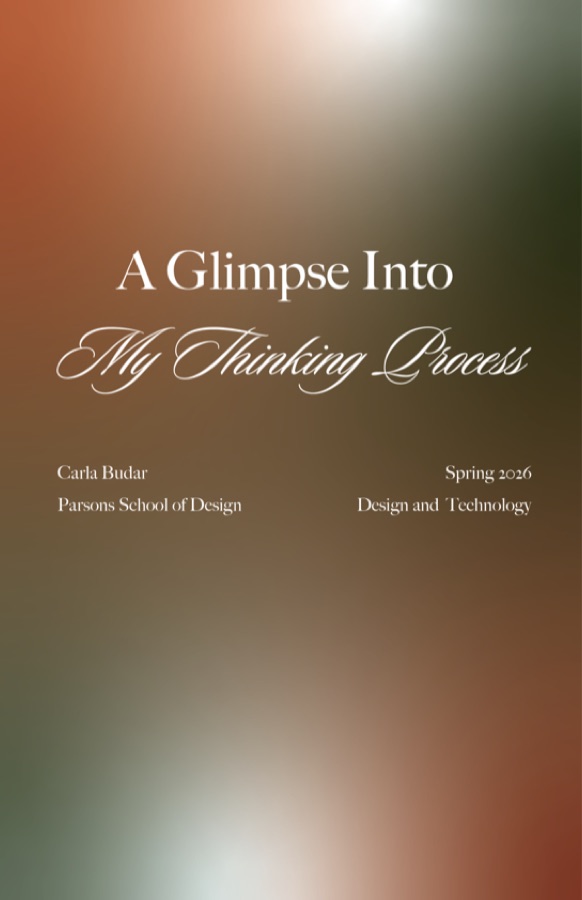 A Glimpse Into
My Thinking Process
Carla Budar
Spring 2026
Parsons School of Design
Design and Technology